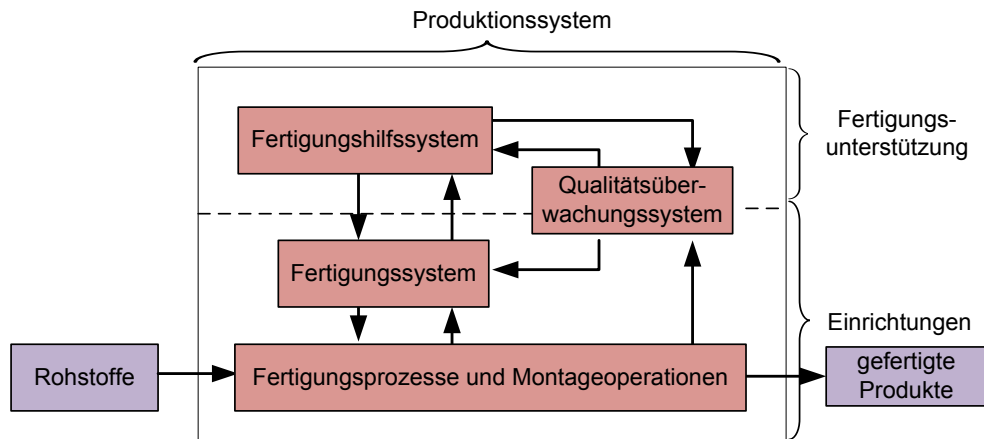 Produktionssystem
Fertigungshilfssystem
Fertigungs-
unterstützung
Qualitätsüber-
wachungssystem
Fertigungssystem
Einrichtungen
Rohstoffe
Fertigungsprozesse und Montageoperationen
gefertigte
Produkte